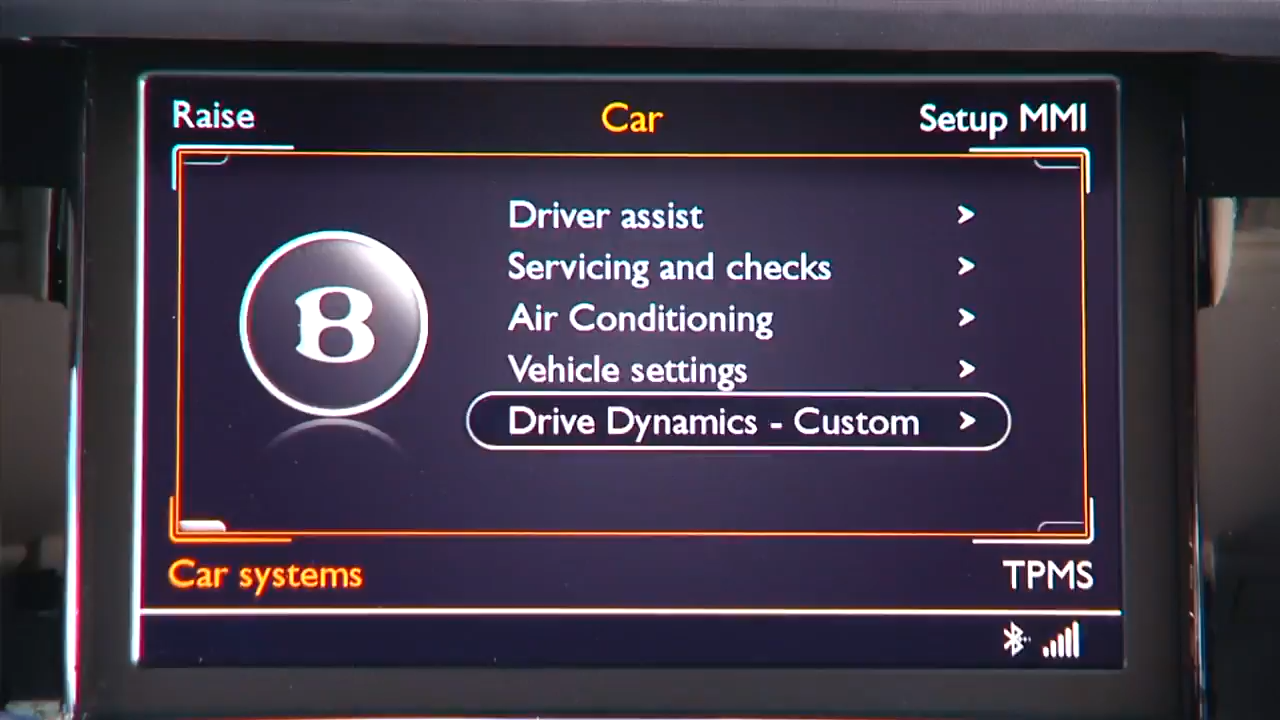 Raise
Car
Setup MMI
Driver assist
Servicing and checks
Air Conditioning
Vehicle settings
Drive Dynamics - Custom
B
Car systems
TPMS